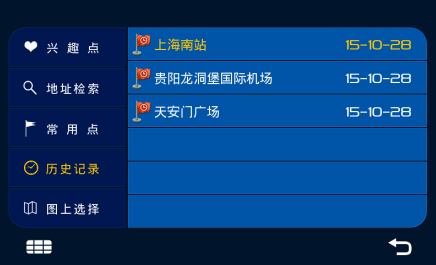 兴趣点
地址检索
常用点
历史记录
图上选择
上海南站 15-10-28
贵阳龙洞堡国际机场 15-10-28
天安门广场 15-10-28